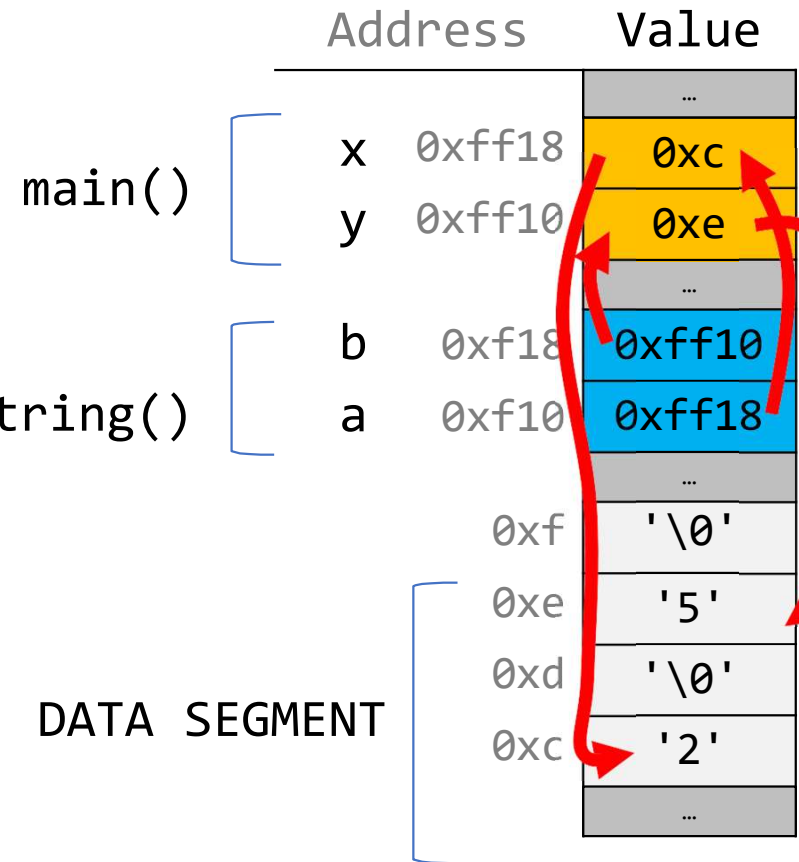 Address Value
…
x 0xff18 0xc
main()
y 0xff10 0xe
…
b 0xf18 0xff10
tring() a 0xf10 0xff18
…
0xf '\0'
0xe '5'
0xd '\0'
DATA SEGMENT
0xc '2'
…